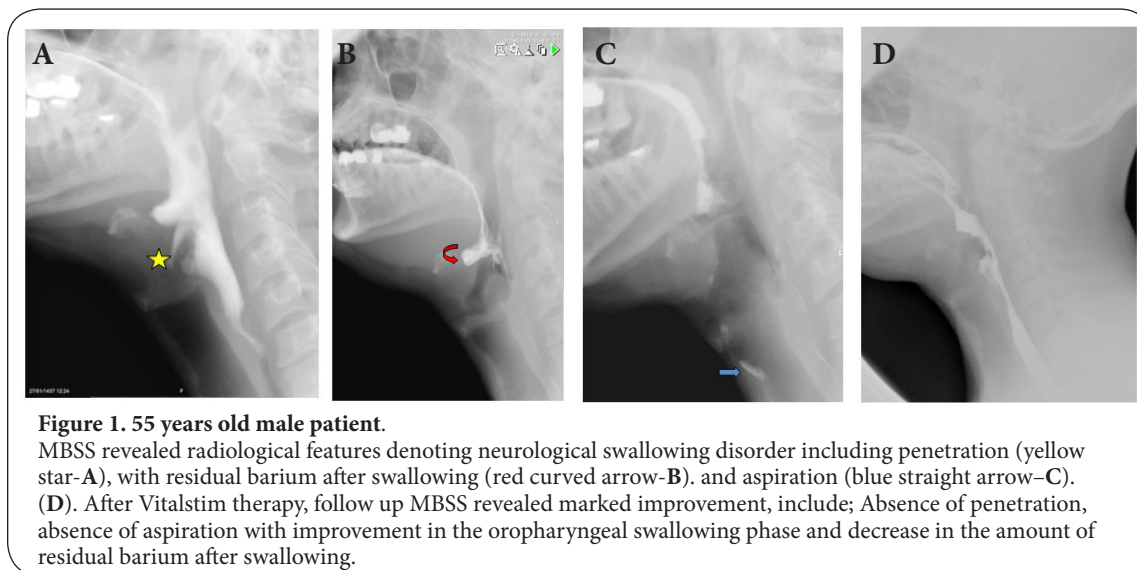 A
B
C
D
27/01/1437 12:24
Figure 1. 55 years old male patient.
MBSS revealed radiological features denoting neurological swallowing disorder including penetration (yellow
star-A), with residual barium after swallowing (red curved arrow-B). and aspiration (blue straight arrow–C).
(D). After Vitalstim therapy, follow up MBSS revealed marked improvement, include; Absence of penetration,
absence of aspiration with improvement in the oropharyngeal swallowing phase and decrease in the amount of
residual barium after swallowing.